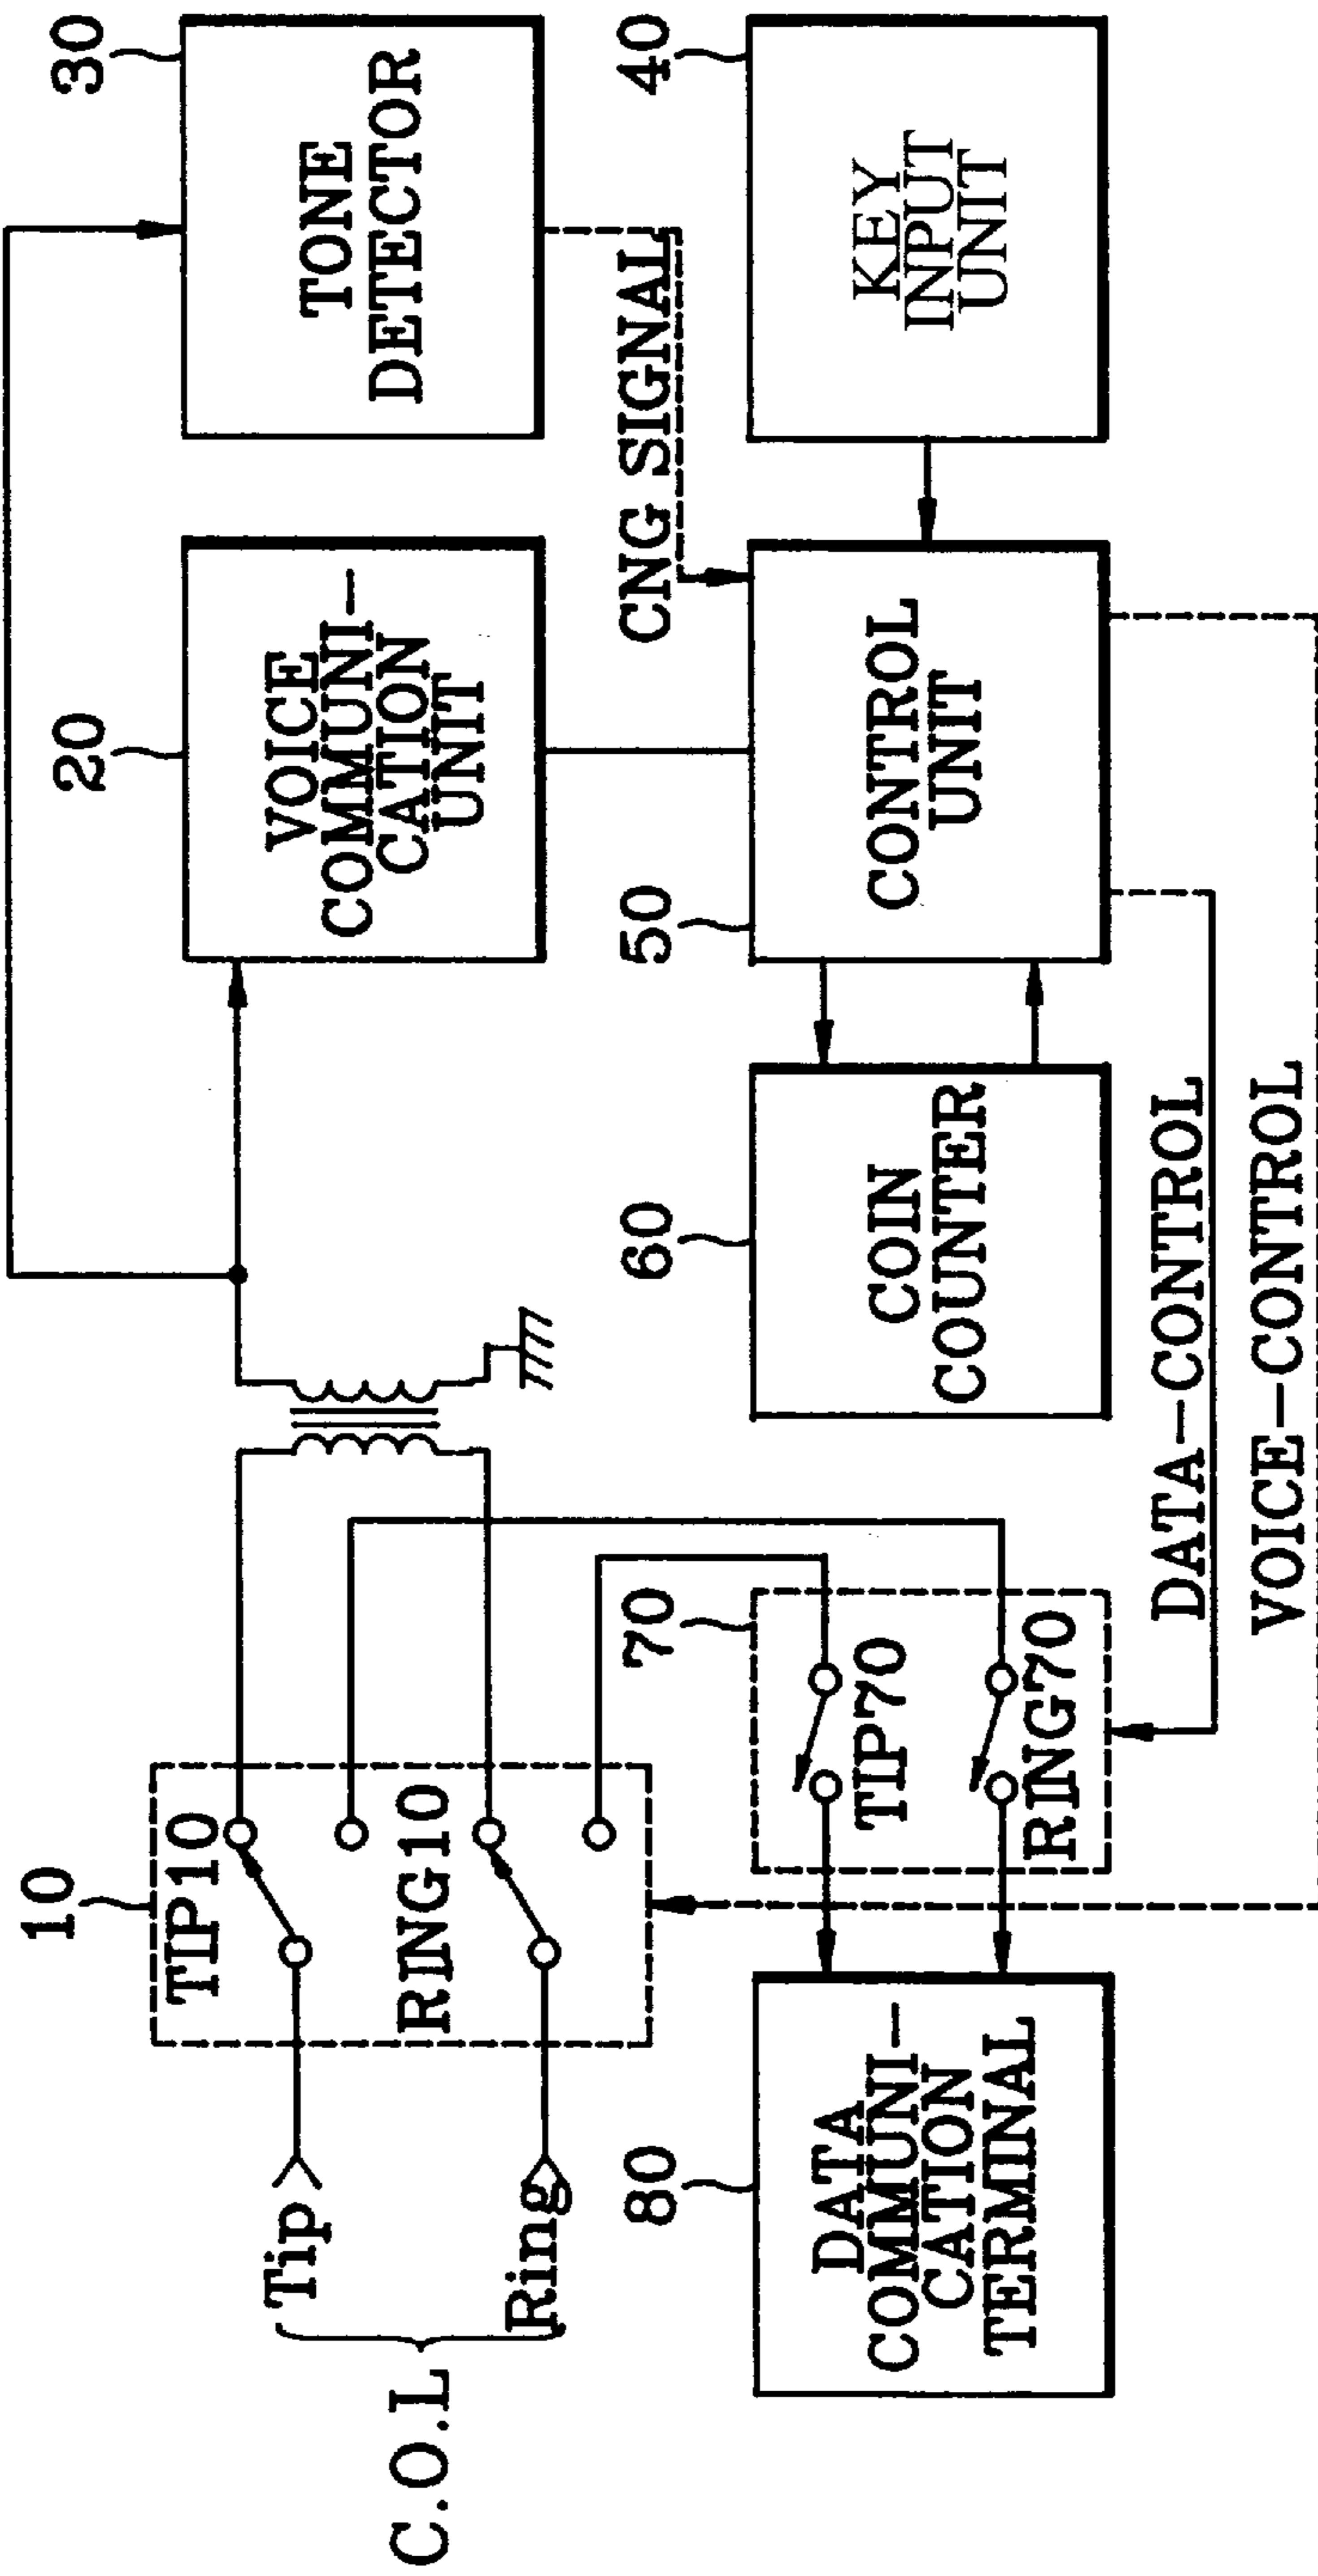 C.O.L
Tip
Ring
10
TIP10
RING10
20
VOICE
COMMUNI-
CATION
UNIT
30
TONE
DETECTOR
CNG SIGNAL
80
DATA
COMMUNI-
CATION
TERMINAL
70
TIP70
RING70
60
COIN
COUNTER
50
CONTROL
UNIT
40
KEY
INPUT
UNIT
DATA-CONTROL
VOICE-CONTROL